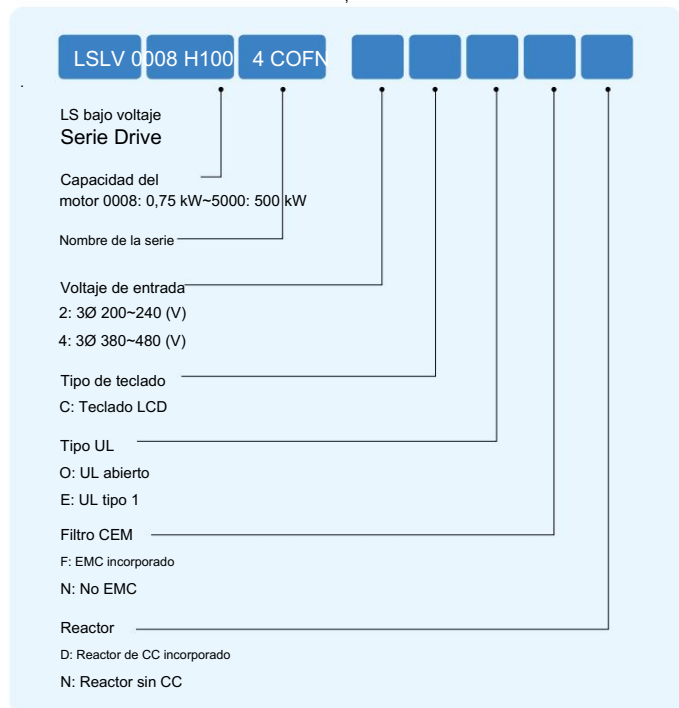 LSLV 0008 H100 4 COFN
LS bajo voltaje
Serie Drive
Capacidad del
motor 0008: 0,75 kW~5000: 500 kW
Nombre de la serie
Voltaje de entrada
2: 3Ø 200~240 (V)
4: 3Ø 380~480 (V)
Tipo de teclado
C: Teclado LCD
Tipo UL
O: UL abierto
E: UL tipo 1
Filtro CEM
F: EMC incorporado
N: No EMC
Reactor
D: Reactor de CC incorporado
N: Reactor sin CC